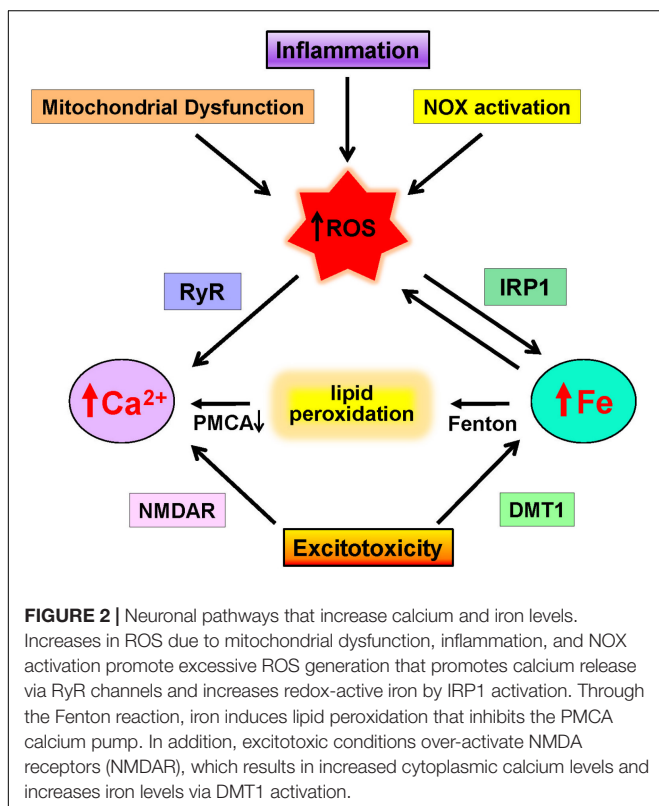 Inflammation
Mitochondrial Dysfunction
NOX activation
↑ROS
RyR
IRP1
↑Ca²⁺
lipid
peroxidation
↑Fe
PMCA↓
Fenton
NMDAR
DMT1
Excitotoxicity
FIGURE 2 | Neuronal pathways that increase calcium and iron levels.
Increases in ROS due to mitochondrial dysfunction, inflammation, and NOX
activation promote excessive ROS generation that promotes calcium release
via RyR channels and increases redox-active iron by IRP1 activation. Through
the Fenton reaction, iron induces lipid peroxidation that inhibits the PMCA
calcium pump. In addition, excitotoxic conditions over-activate NMDA
receptors (NMDAR), which results in increased cytoplasmic calcium levels and
increases iron levels via DMT1 activation.